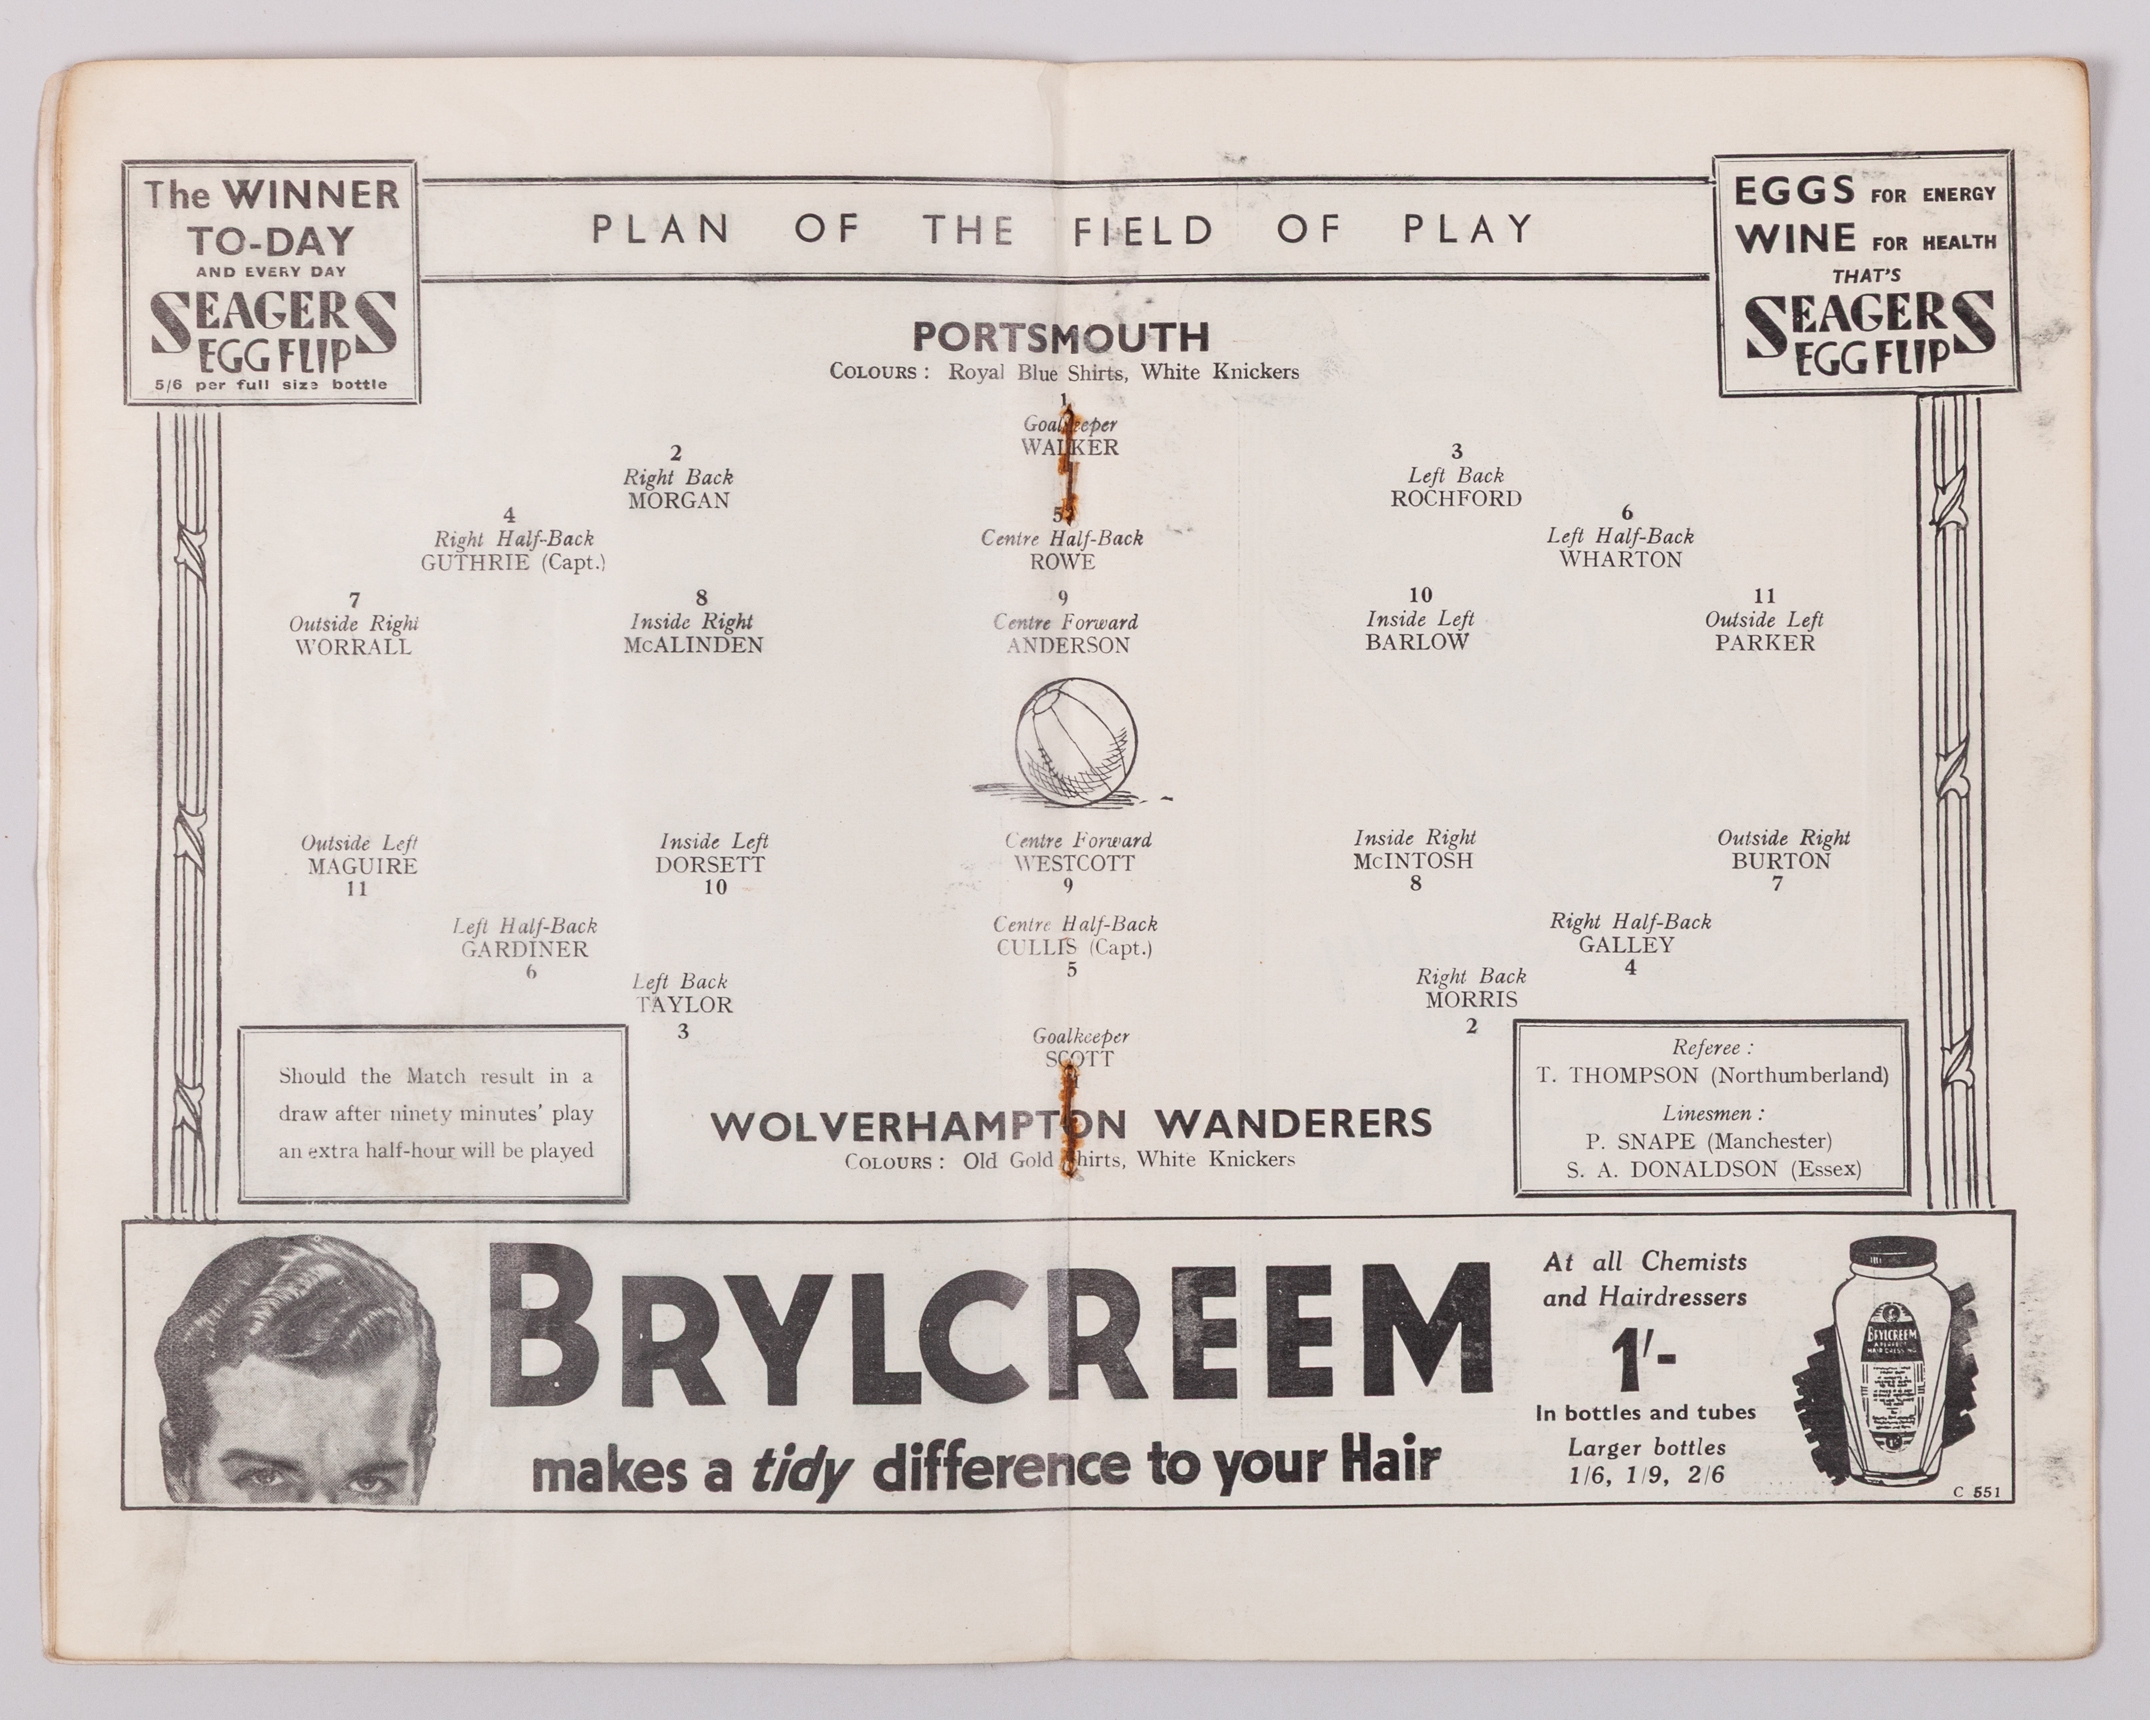 The WINNER
TO-DAY
AND EVERY DAY
SEAGERS
EGG FLIP
5/6 per full size bottle
PLAN OF THE FIELD OF PLAY
EGGS FOR ENERGY
WINE FOR HEALTH
THAT'S
SEAGERS
EGG FLIP
PORTSMOUTH
COLOURS : Royal Blue Shirts, White Knickers
1
Goalkeeper
WALKER
2
Right Back
MORGAN
3
Left Back
ROCHFORD
4
Right Half-Back
GUTHRIE (Capt.)
5
Centre Half-Back
ROWE
6
Left Half-Back
WHARTON
7
Outside Right
WORRALL
8
Inside Right
McALINDEN
9
Centre Forward
ANDERSON
10
Inside Left
BARLOW
11
Outside Left
PARKER
Outside Left
MAGUIRE
11
Inside Left
DORSETT
10
Centre Forward
WESTCOTT
9
Inside Right
McINTOSH
8
Outside Right
BURTON
7
Left Half-Back
GARDINER
6
Centre Half-Back
CULLIS (Capt.)
5
Right Half-Back
GALLEY
4
Left Back
TAYLOR
3
Right Back
MORRIS
2
Goalkeeper
SCOTT
Should the Match result in a
draw after ninety minutes' play
an extra half-hour will be played
WOLVERHAMPTON WANDERERS
COLOURS : Old Gold Shirts, White Knickers
Referee :
T. THOMPSON (Northumberland)
Linesmen :
P. SNAPE (Manchester)
S. A. DONALDSON (Essex)
BRYLCREEM
makes a tidy difference to your Hair
At all Chemists
and Hairdressers
1'-
In bottles and tubes
Larger bottles
1/6, 1/9, 2/6
BRYLCREEM
C 551